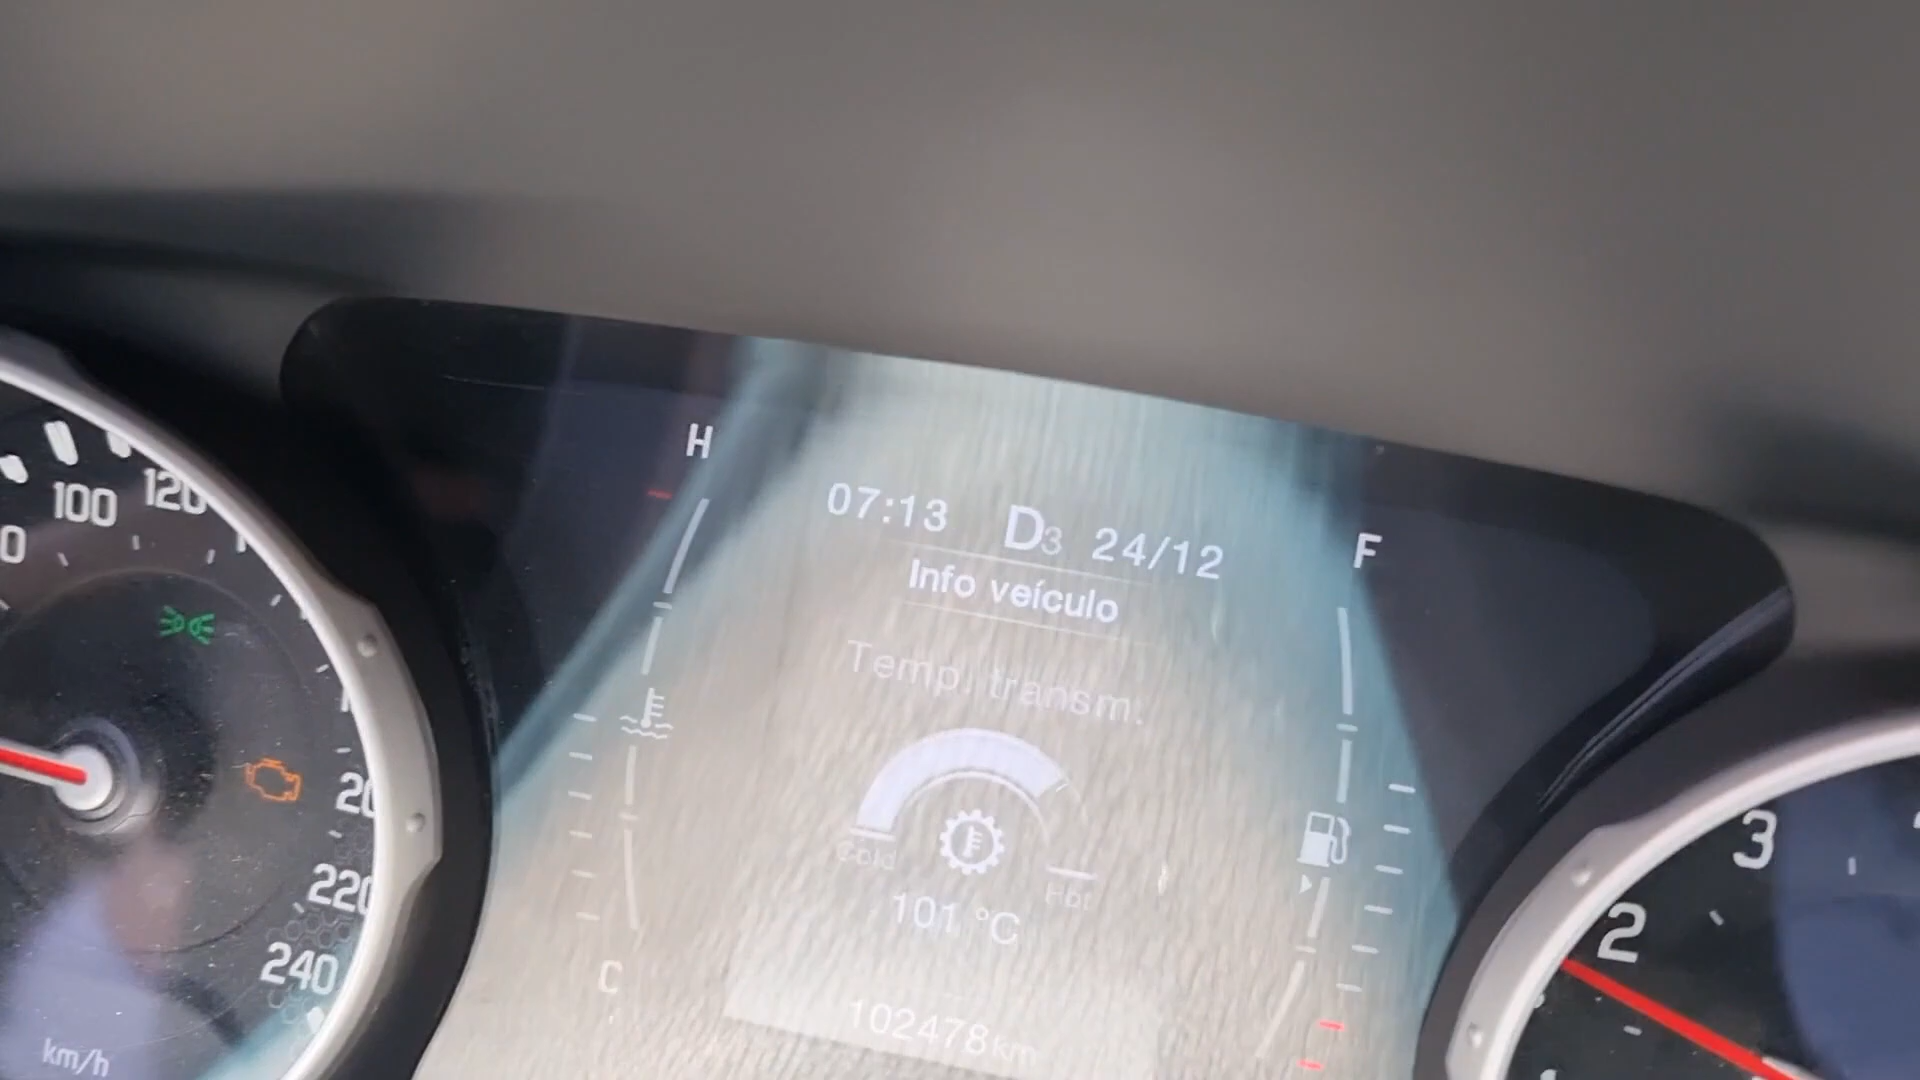 H
07:13 D3 24/12
F
Info veículo
Temp. transm.
Cold
Hot
101 °C
C
102478km
100
120
220
240
km/h
3
2